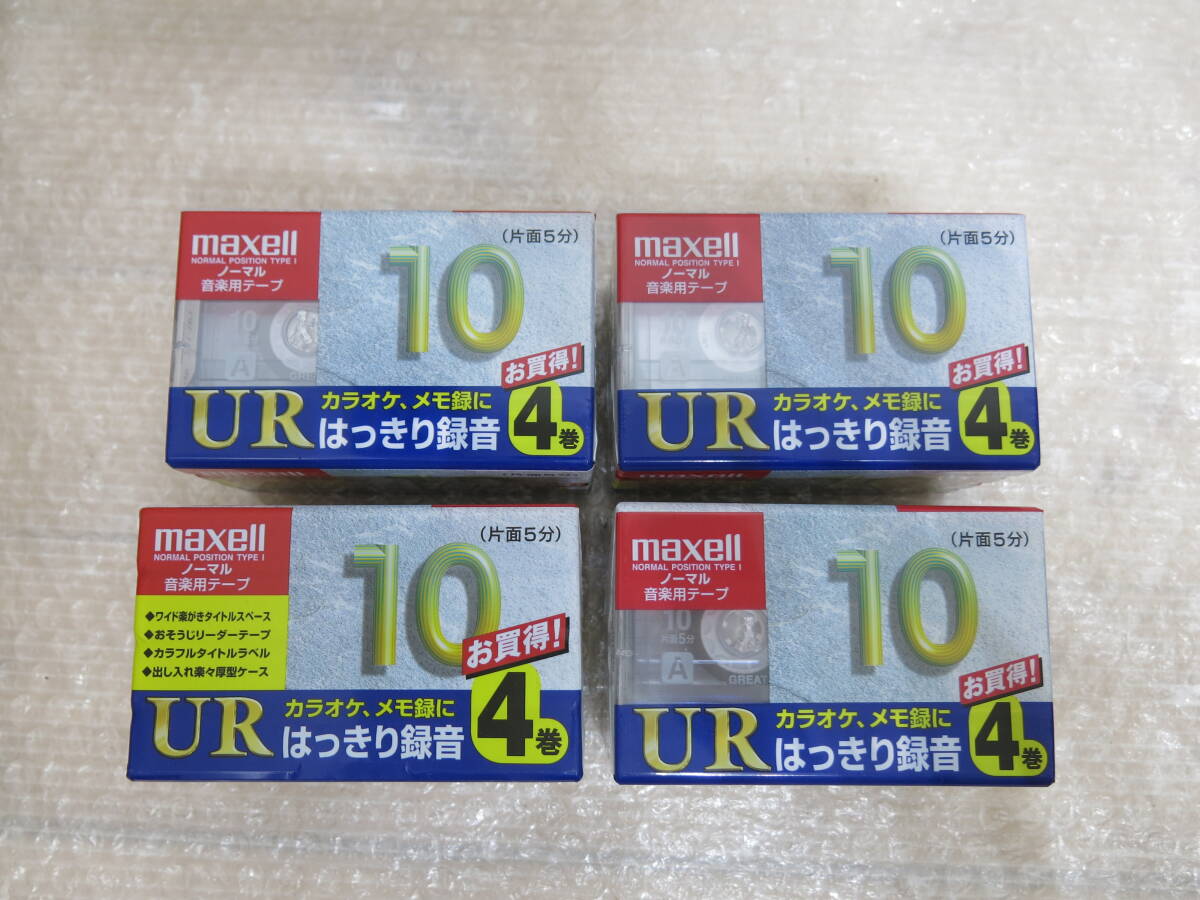 maxell
NORMAL POSITION TYPE I
ノーマル
音楽用テープ
10
(片面5分)
10
A
お買得!
UR
カラオケ、メモ録に
はっきり録音
4巻
maxell
NORMAL POSITION TYPE I
ノーマル
音楽用テープ
10
(片面5分)
10
A
お買得!
UR
カラオケ、メモ録に
はっきり録音
4巻
maxell
maxell
maxell
NORMAL POSITION TYPE I
ノーマル
音楽用テープ
10
(片面5分)
◆ワイド楽がきタイトルスペース
◆おそうじリーダーテープ
◆カラフルタイトルラベル
◆出し入れ楽々厚型ケース
お買得!
UR
カラオケ、メモ録に
はっきり録音
4巻
maxell
NORMAL POSITION TYPE I
ノーマル
音楽用テープ
10
(片面5分)
10
片面5分
A
GREAT
お買得!
UR
カラオケ、メモ録に
はっきり録音
4巻